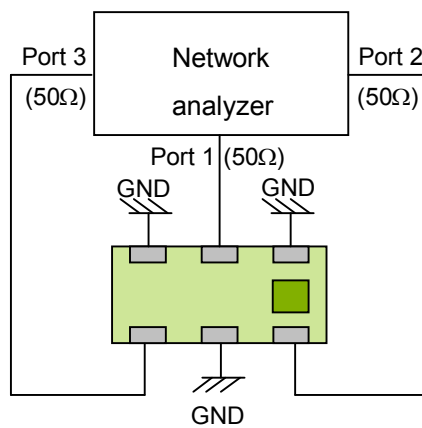 Port 3
Network
Port 2
(50Ω)
analyzer
(50Ω)
Port 1
(50Ω)
GND
GND
GND